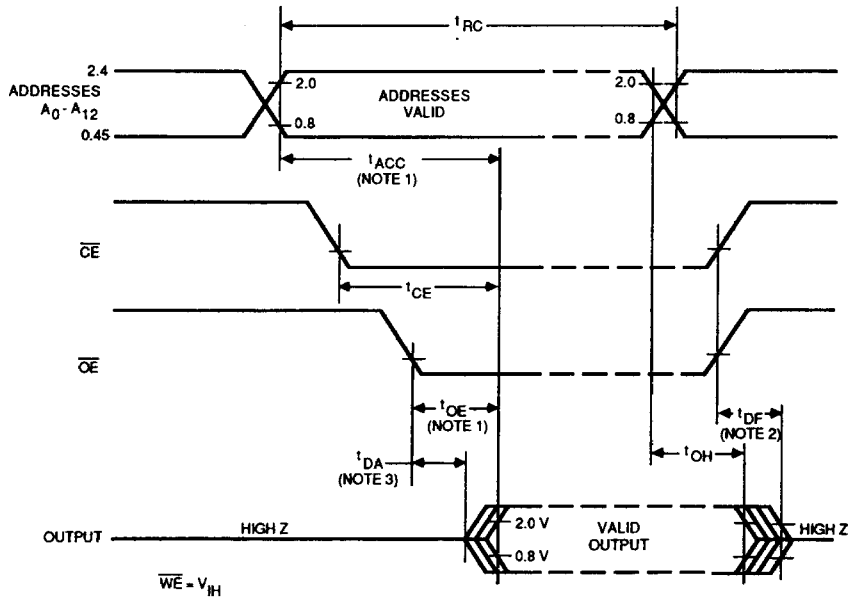 tRC
2.4
ADDRESSES
A0 - A12
0.45
2.0
0.8
ADDRESSES
VALID
2.0
0.8
tACC
(NOTE 1)
CE
tCE
OE
tOE
(NOTE 1)
tDF
(NOTE 2)
tDA
(NOTE 3)
tOH
OUTPUT
HIGH Z
2.0 V
0.8 V
VALID
OUTPUT
HIGH Z
WE = VIH